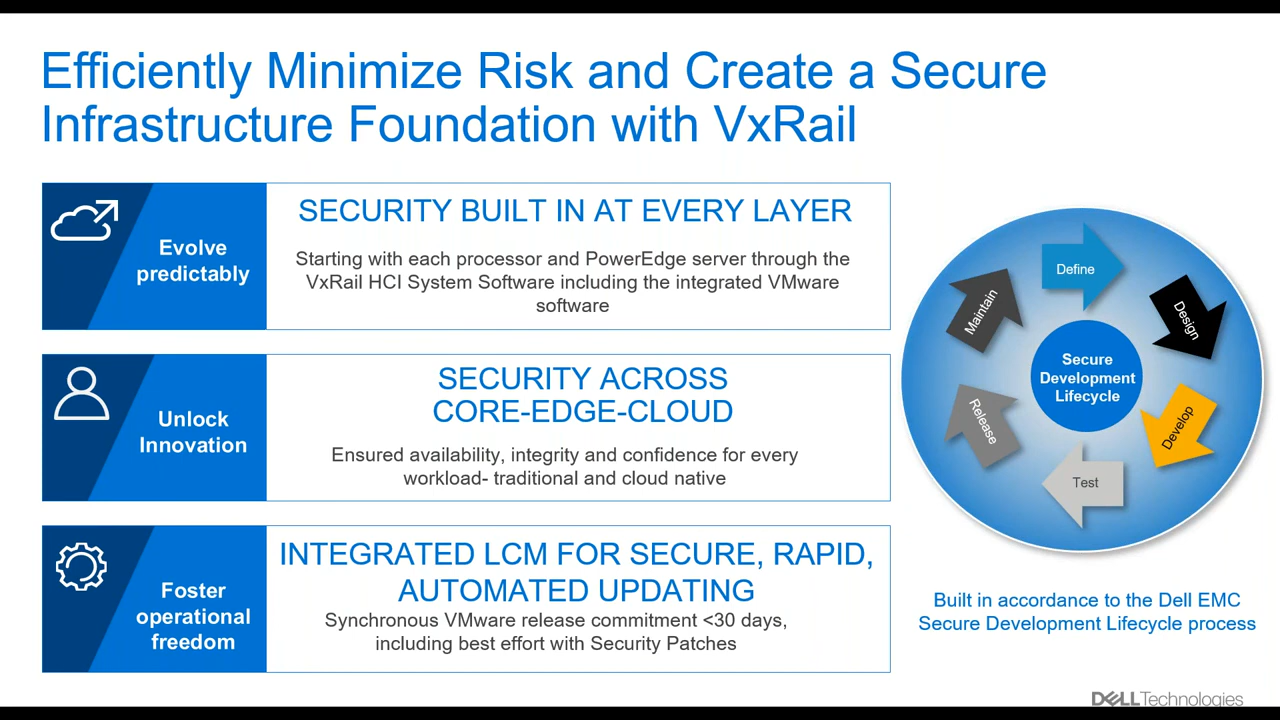 Efficiently Minimize Risk and Create a Secure
Infrastructure Foundation with VxRail
Evolve
predictably
SECURITY BUILT IN AT EVERY LAYER
Starting with each processor and PowerEdge server through the
VxRail HCI System Software including the integrated VMware
software
Unlock
Innovation
SECURITY ACROSS
CORE-EDGE-CLOUD
Ensured availability, integrity and confidence for every
workload- traditional and cloud native
Foster
operational
freedom
INTEGRATED LCM FOR SECURE, RAPID,
AUTOMATED UPDATING
Synchronous VMware release commitment <30 days,
including best effort with Security Patches
Define
Design
Develop
Test
Release
Maintain
Secure
Development
Lifecycle
Built in accordance to the Dell EMC
Secure Development Lifecycle process
DELL Technologies